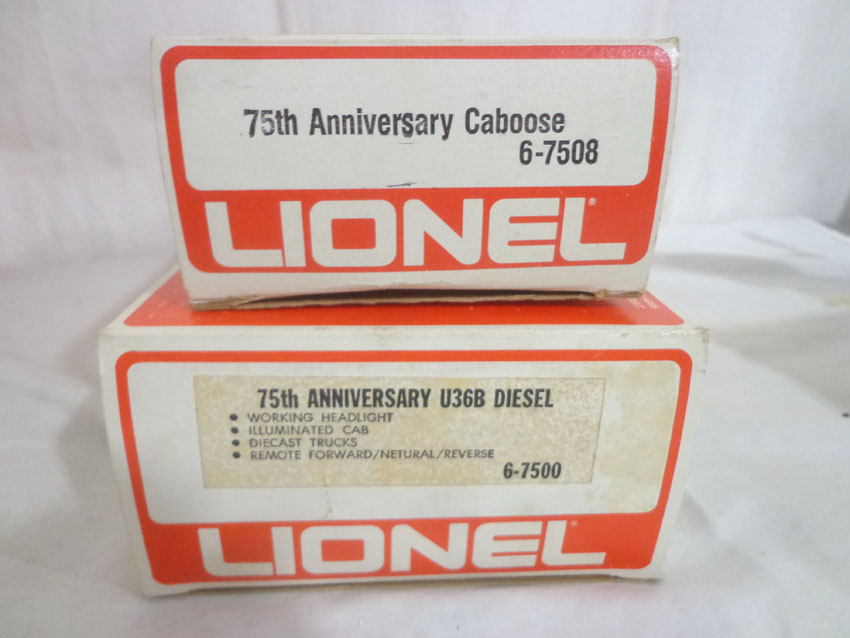 75th Anniversary Caboose
6-7508
LIONEL®
75th ANNIVERSARY U36B DIESEL
• WORKING HEADLIGHT
• ILLUMINATED CAB
• DIECAST TRUCKS
• REMOTE FORWARD/NETURAL/REVERSE
6-7500
LIONEL®